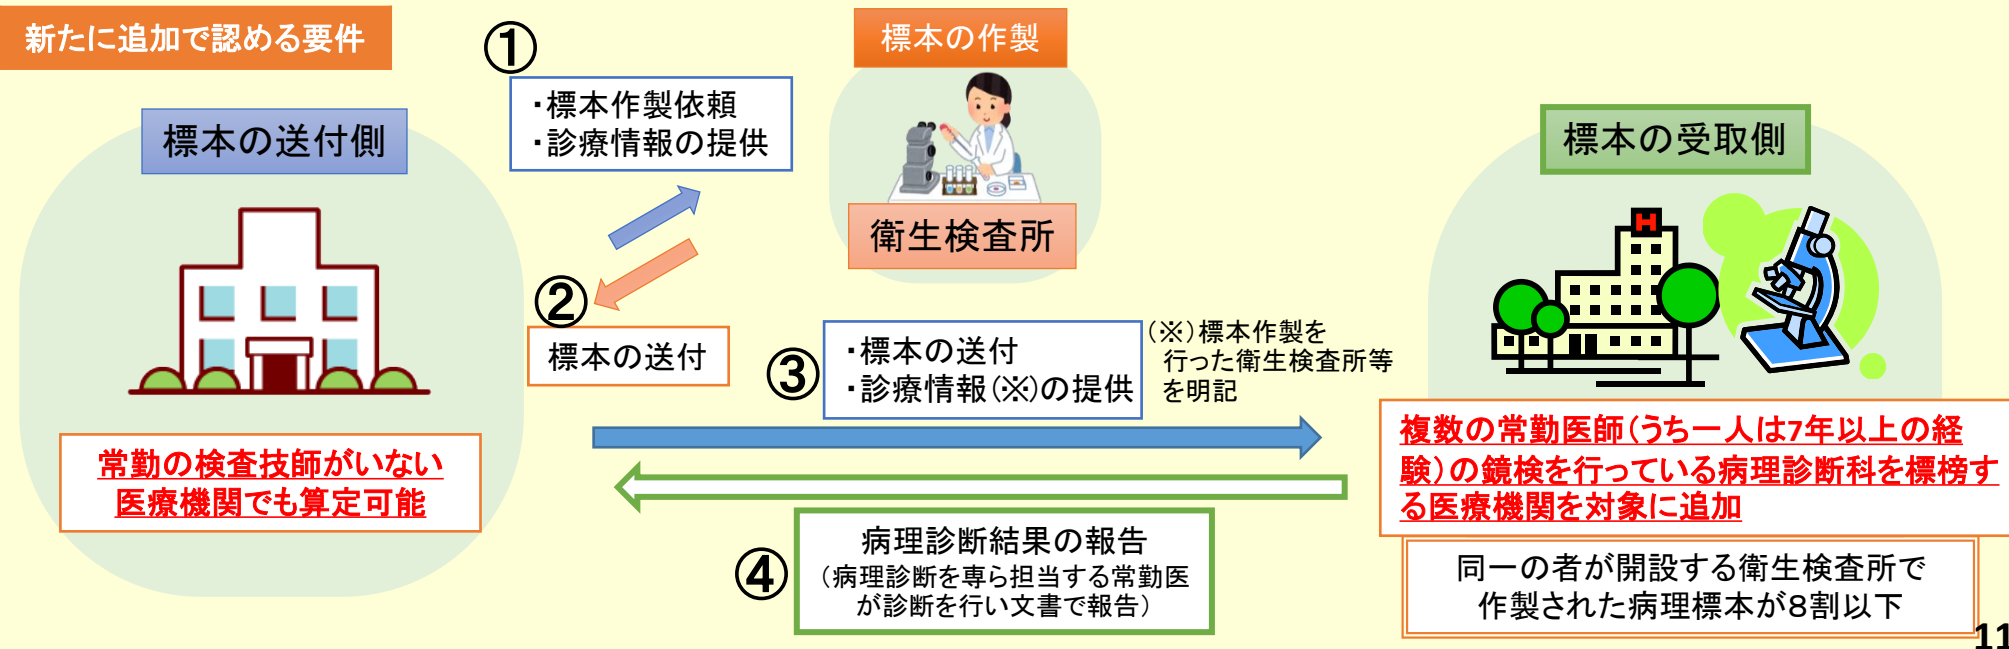 新たに追加で認める要件
標本の送付側
常勤の検査技師がいない
医療機関でも算定可能
①
・標本作製依頼
・診療情報の提供
標本の作製
衛生検査所
②
標本の送付
③
・標本の送付
・診療情報(※)の提供
(※)標本作製を
行った衛生検査所等
を明記
④
病理診断結果の報告
(病理診断を専ら担当する常勤医
が診断を行い文書で報告)
標本の受取側
H
複数の常勤医師(うち一人は7年以上の経
験)の鏡検を行っている病理診断科を標榜す
る医療機関を対象に追加
同一の者が開設する衛生検査所で
作製された病理標本が8割以下
11